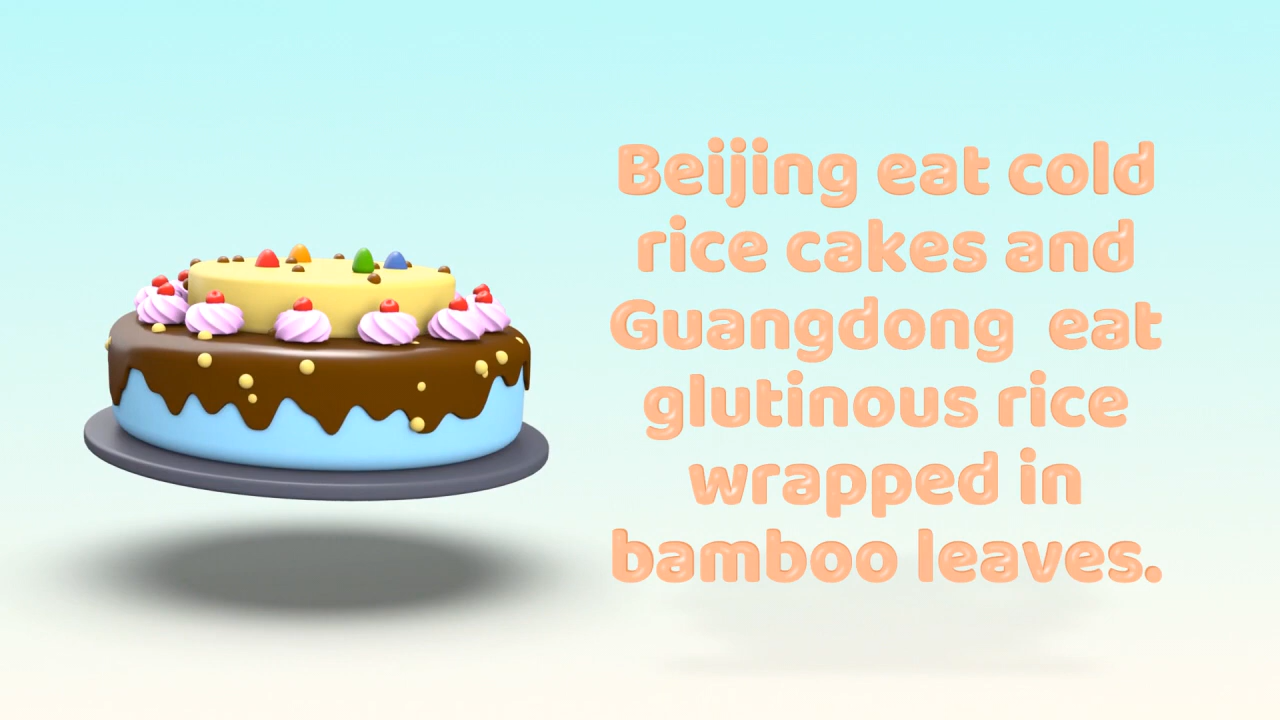 Beijing eat cold
rice cakes and
Guangdong  eat
glutinous rice
wrapped in
bamboo leaves.